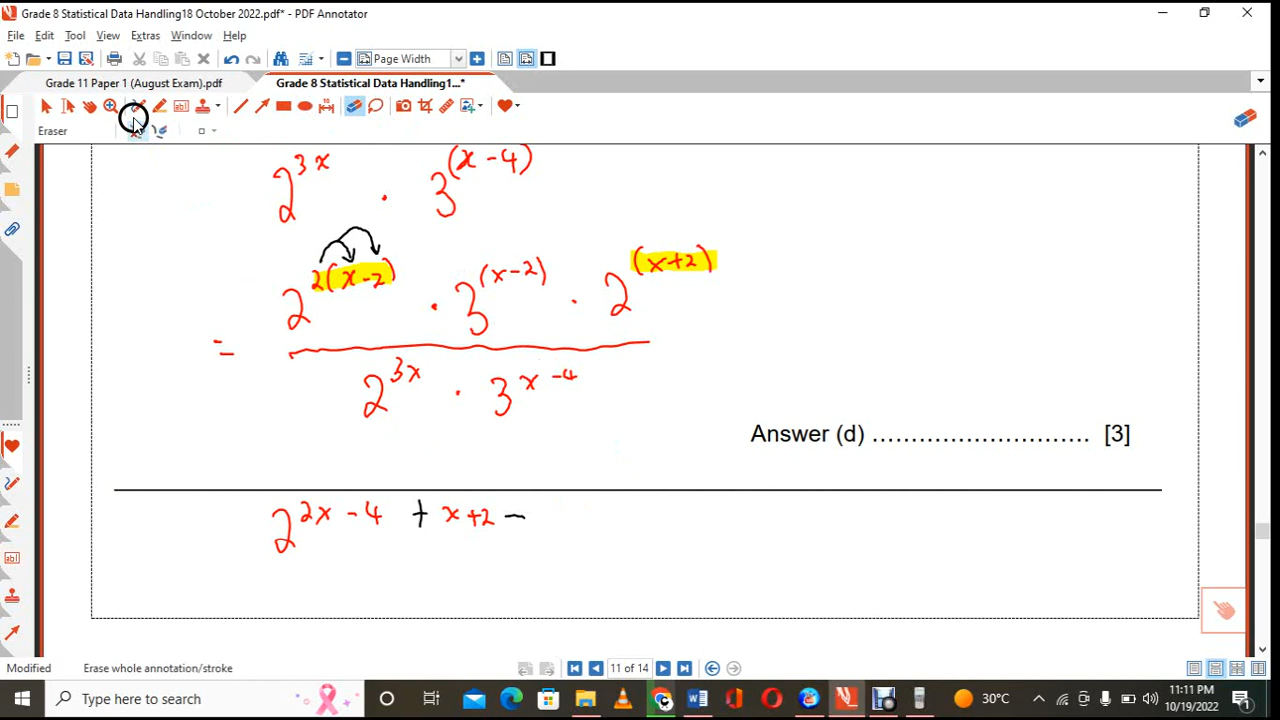 Grade 8 Statistical Data Handling18 October 2022.pdf* - PDF Annotator
File Edit Tool View Extras Window Help
Page Width
Grade 11 Paper 1 (August Exam).pdf Grade 8 Statistical Data Handling1...*
Eraser
2^{3x} · 3^{(x-4)}
2^{2(x-2)} · 3^{(x-2)} · 2^{(x+2)}
=
2^{3x} · 3^{x-4}
Answer (d) ………………………… [3]
2^{2x-4 + x+2 -}
Modified Erase whole annotation/stroke 11 of 14
Type here to search 30°C 11:11 PM
10/19/2022